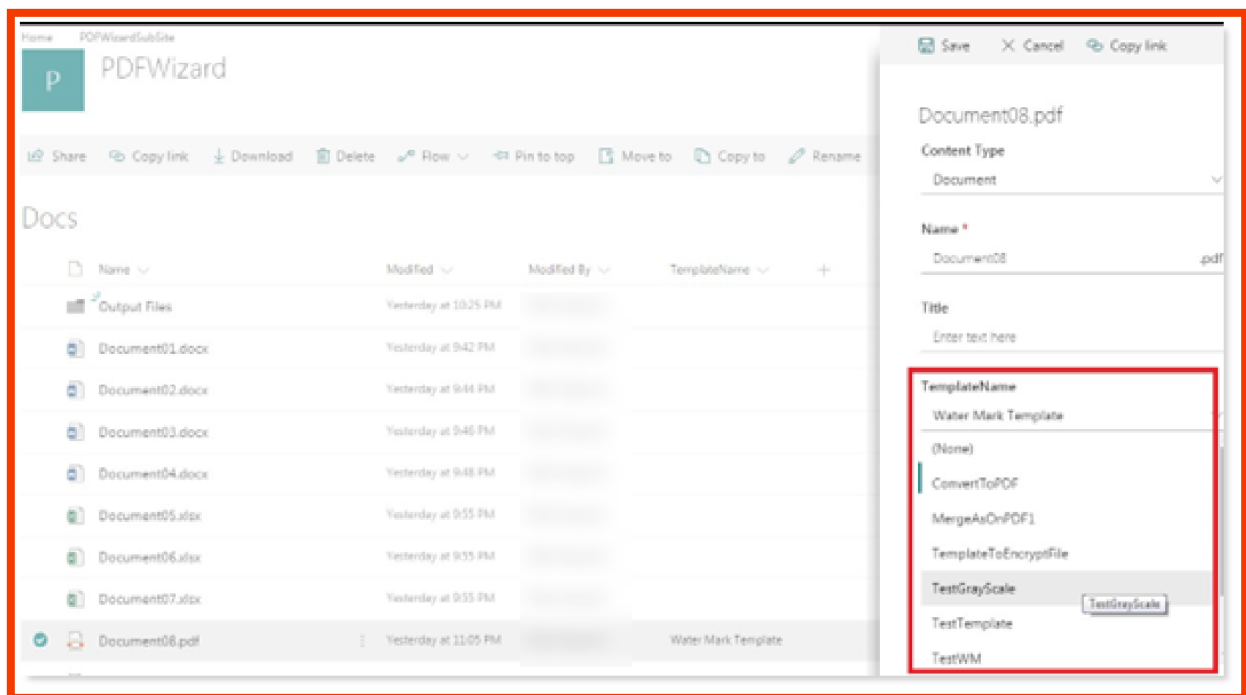 Home PDFWizardSubSite
P PDFWizard
Share Copy link Download Delete Flow Pin to top Move to Copy to Rename
Docs
Name Modified Modified By TemplateName
Output Files Yesterday at 10:25 PM
Document01.docx Yesterday at 9:42 PM
Document02.docx Yesterday at 9:44 PM
Document03.docx Yesterday at 9:46 PM
Document04.docx Yesterday at 9:48 PM
Document05.xlsx Yesterday at 9:55 PM
Document06.xlsx Yesterday at 9:55 PM
Document07.xlsx Yesterday at 9:55 PM
Document08.pdf Yesterday at 11:05 PM Water Mark Template
Save Cancel Copy link
Document08.pdf
Content Type
Document
Name *
Document08 .pdf
Title
Enter text here
TemplateName
Water Mark Template
(None)
ConvertToPDF
MergeAsOnPDF1
TemplateToEncryptFile
TestGrayScale
TestGrayScale
TestTemplate
TestWM